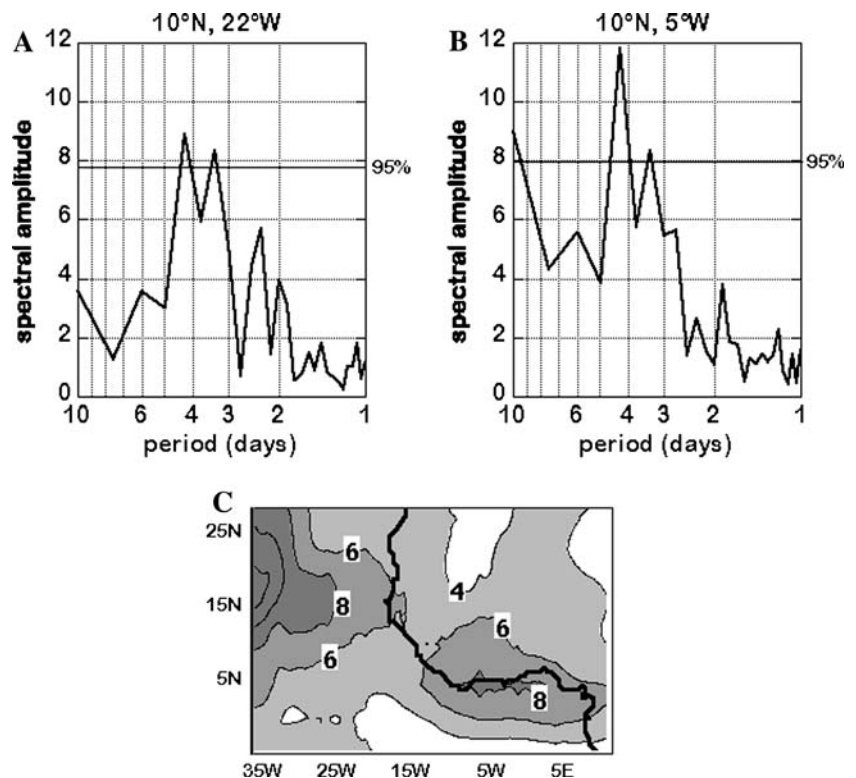 A 10°N, 22°W
12
10
8
6
4
2
0
95%
spectral amplitude
10 6 4 3 2 1
period (days)
B 10°N, 5°W
12
10
8
6
4
2
0
95%
spectral amplitude
10 6 4 3 2 1
period (days)
C
25N
15N
5N
6
8
6
4
6
8
35W 25W 15W 5W 5E